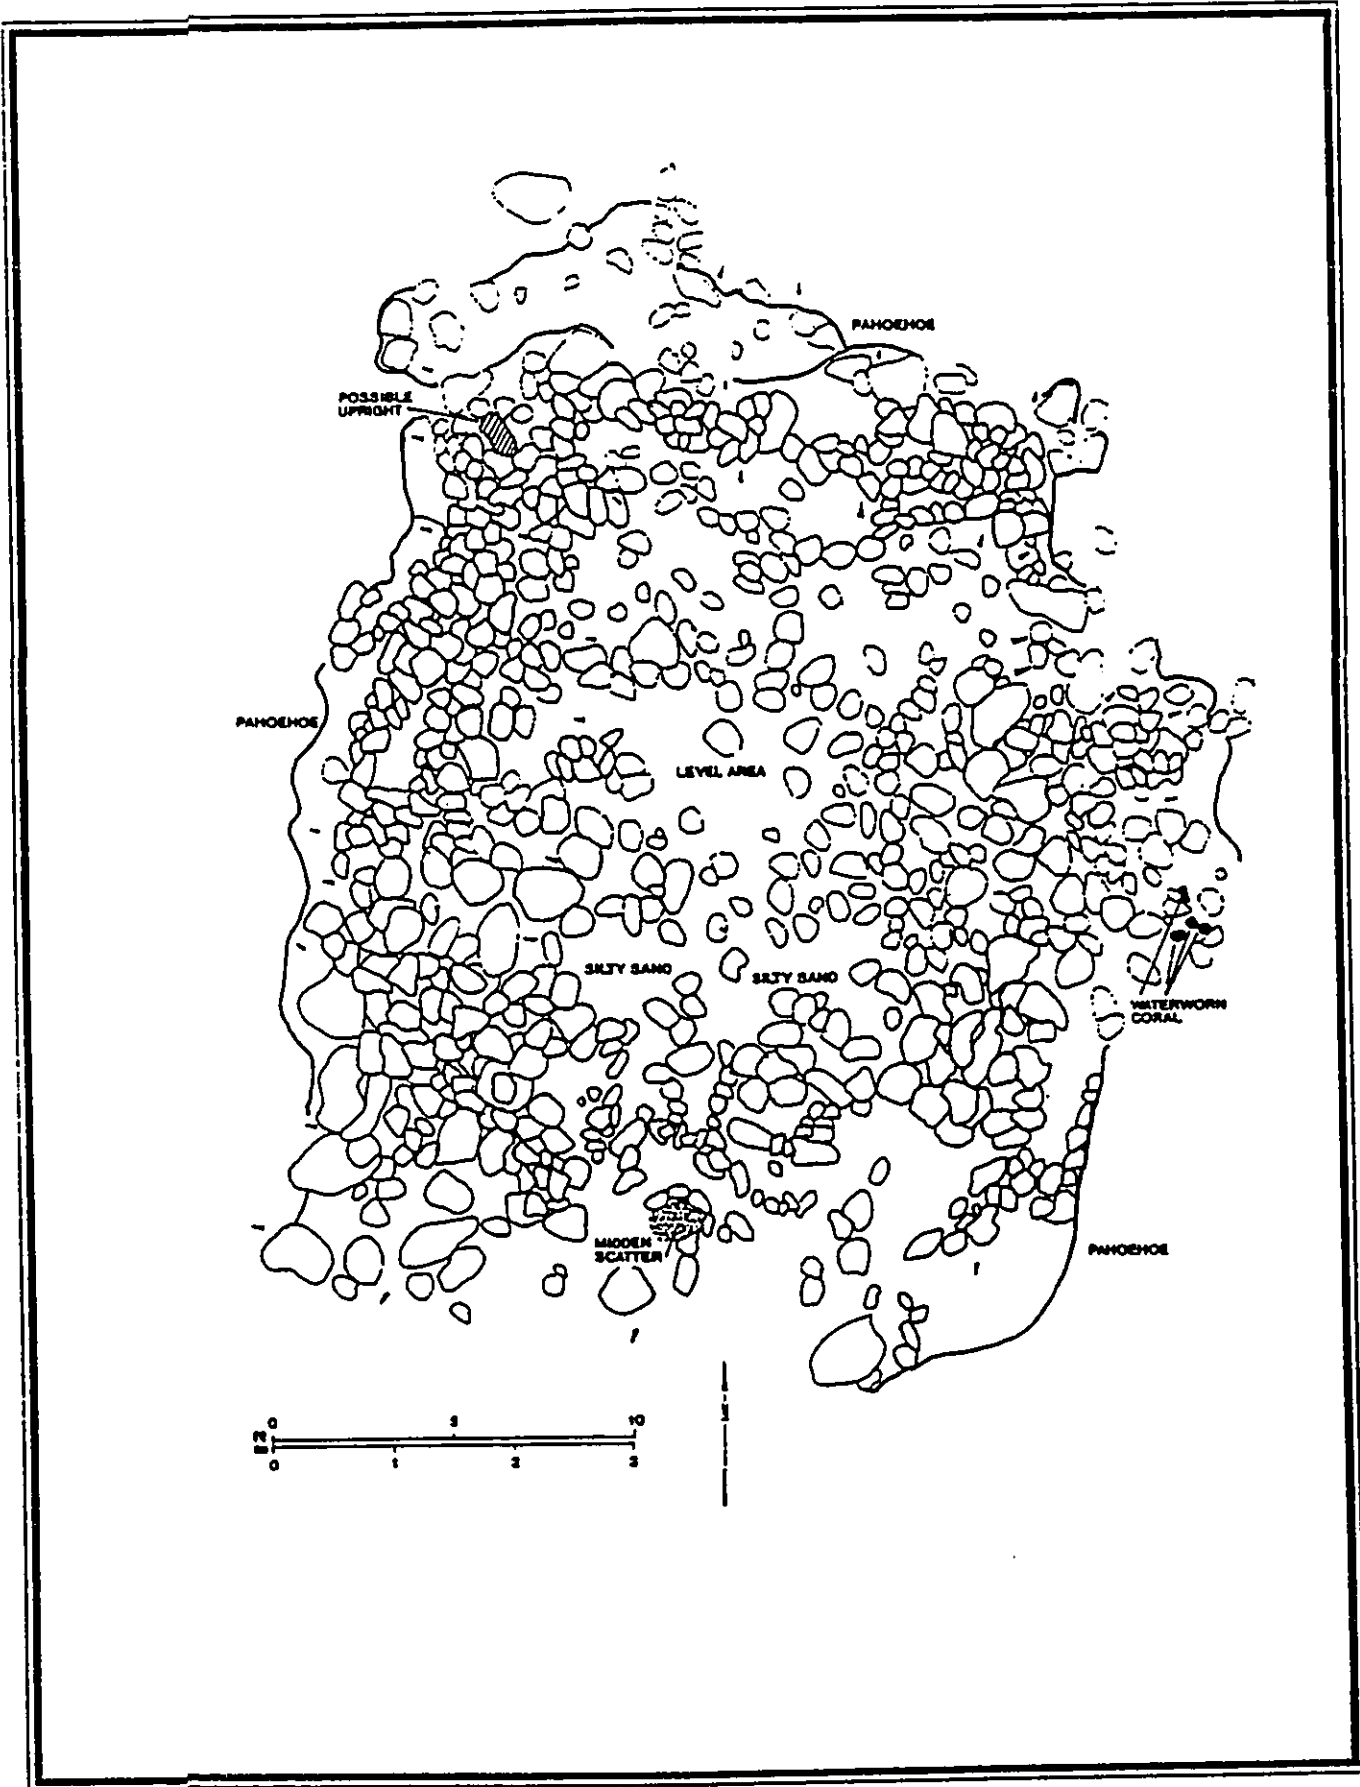 PAHOEHOE
POSSIBLE
UPRIGHT
PAHOEHOE
LEVEL AREA
SILTY SAND
SILTY SAND
WATERWORN
CORAL
MIDDEN
SCATTER
PAHOEHOE
0 5 10
0 1 2 3